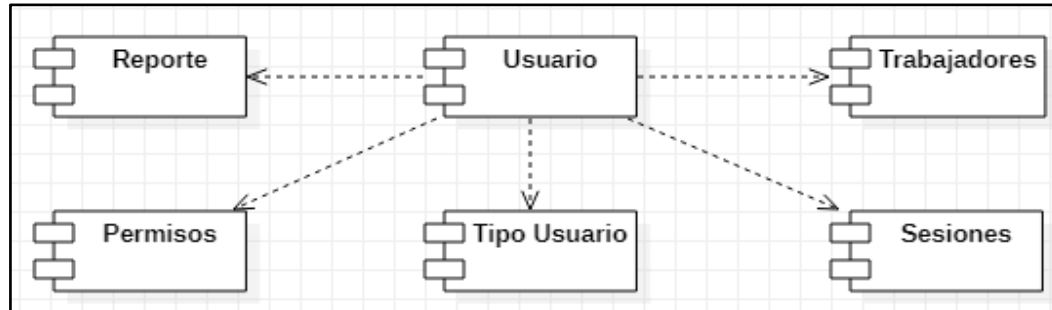 Reporte
Usuario
Trabajadores
Permisos
Tipo Usuario
Sesiones